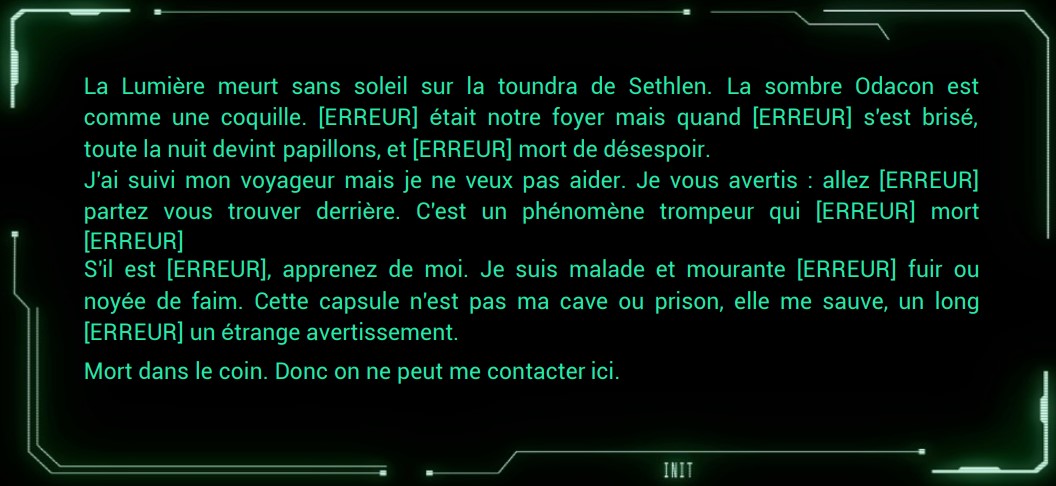 La Lumière meurt sans soleil sur la toundra de Sethlen. La sombre Odacon est
comme une coquille. [ERREUR] était notre foyer mais quand [ERREUR] s'est brisé,
toute la nuit devint papillons, et [ERREUR] mort de désespoir.
J'ai suivi mon voyageur mais je ne veux pas aider. Je vous avertis : allez [ERREUR]
partez vous trouver derrière. C'est un phénomène trompeur qui [ERREUR] mort
[ERREUR]
S'il est [ERREUR], apprenez de moi. Je suis malade et mourante [ERREUR] fuir ou
noyée de faim. Cette capsule n'est pas ma cave ou prison, elle me sauve, un long
[ERREUR] un étrange avertissement.
Mort dans le coin. Donc on ne peut me contacter ici.
INIT